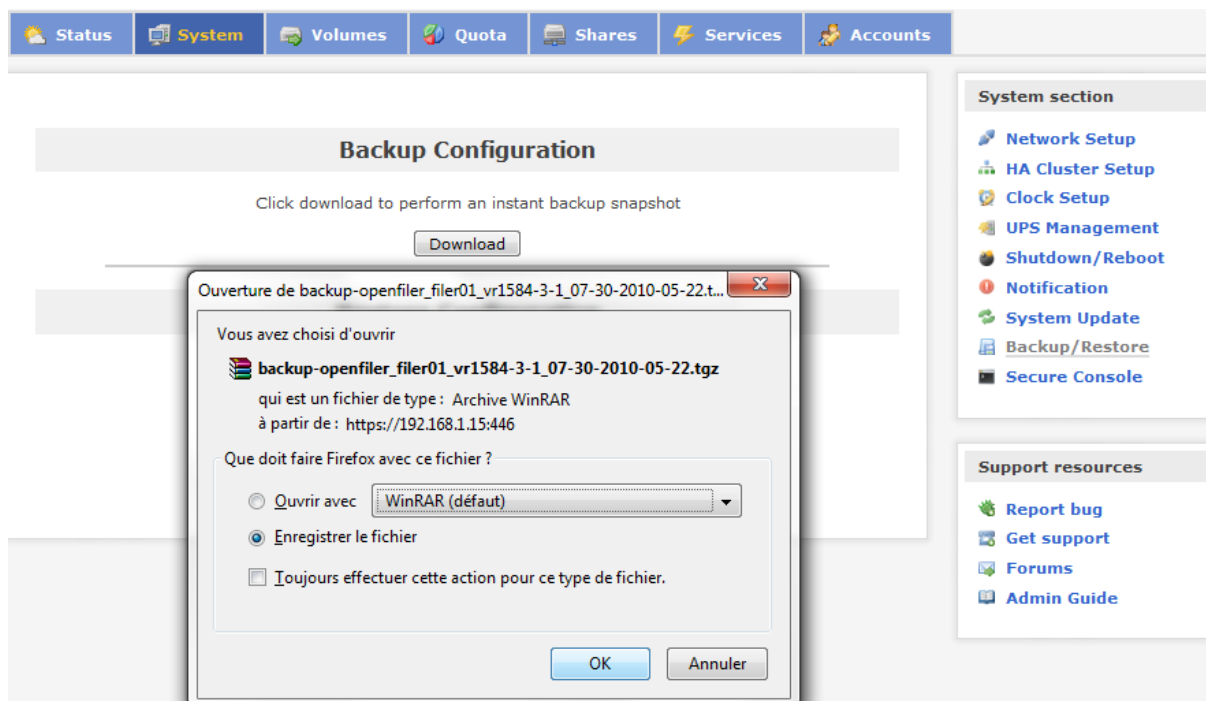 Status System Volumes Quota Shares Services Accounts
Backup Configuration
Click download to perform an instant backup snapshot
Download
Ouverture de backup-openfiler_filer01_vr1584-3-1_07-30-2010-05-22.t...
Vous avez choisi d'ouvrir
backup-openfiler_filer01_vr1584-3-1_07-30-2010-05-22.tgz
qui est un fichier de type : Archive WinRAR
à partir de : https://192.168.1.15:446
Que doit faire Firefox avec ce fichier ?
Ouvrir avec WinRAR (défaut)
Enregistrer le fichier
Toujours effectuer cette action pour ce type de fichier.
OK Annuler
System section
Network Setup
HA Cluster Setup
Clock Setup
UPS Management
Shutdown/Reboot
Notification
System Update
Backup/Restore
Secure Console
Support resources
Report bug
Get support
Forums
Admin Guide